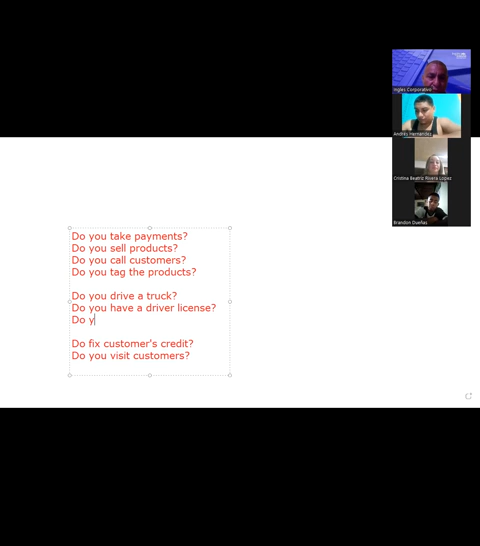 Ingles Corporativo
Andres Hernandez
Cristina Beatriz Rivera Lopez
Brandon Dueñas
Do you take payments?
Do you sell products?
Do you call customers?
Do you tag the products?
Do you drive a truck?
Do you have a driver license?
Do y
Do fix customer's credit?
Do you visit customers?